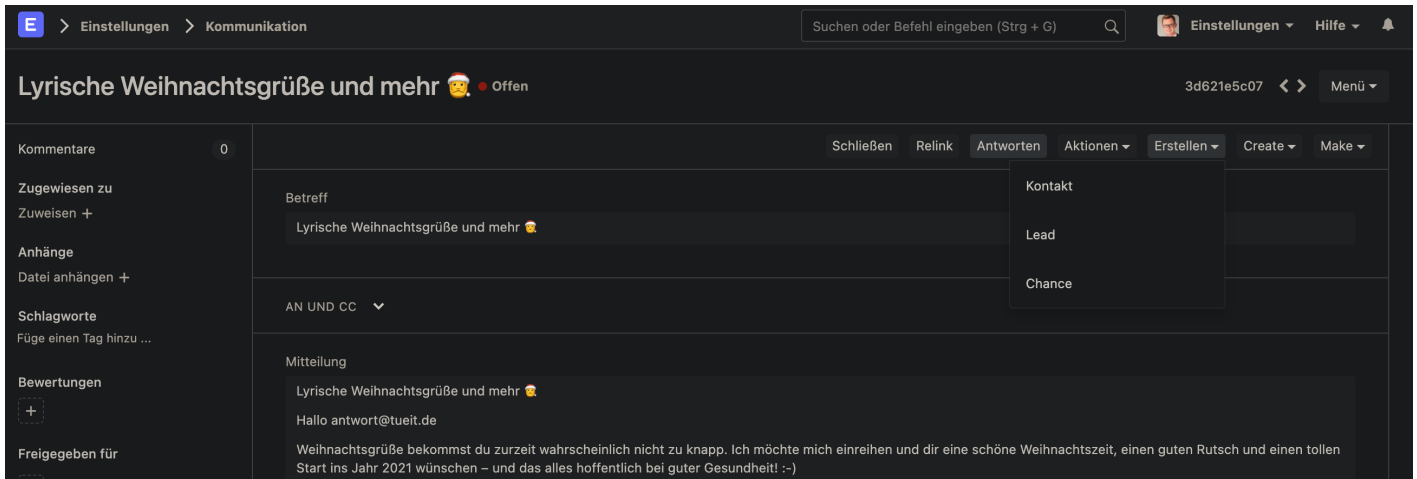 E > Einstellungen > Kommunikation Suchen oder Befehl eingeben (Strg + G) Einstellungen Hilfe
Lyrische Weihnachtsgrüße und mehr 🎅 Offen 3d621e5c07 Menü
Kommentare 0 Schließen Relink Antworten Aktionen Erstellen Create Make
Kontakt
Lead
Chance
Zugewiesen zu
Zuweisen +
Anhänge
Datei anhängen +
Schlagworte
Füge einen Tag hinzu ...
Bewertungen
+
Freigegeben für
Betreff
Lyrische Weihnachtsgrüße und mehr 🎅
AN UND CC
Mitteilung
Lyrische Weihnachtsgrüße und mehr 🎅
Hallo antwort@tueit.de
Weihnachtsgrüße bekommst du zurzeit wahrscheinlich nicht zu knapp. Ich möchte mich einreihen und dir eine schöne Weihnachtszeit, einen guten Rutsch und einen tollen
Start ins Jahr 2021 wünschen – und das alles hoffentlich bei guter Gesundheit! :-)